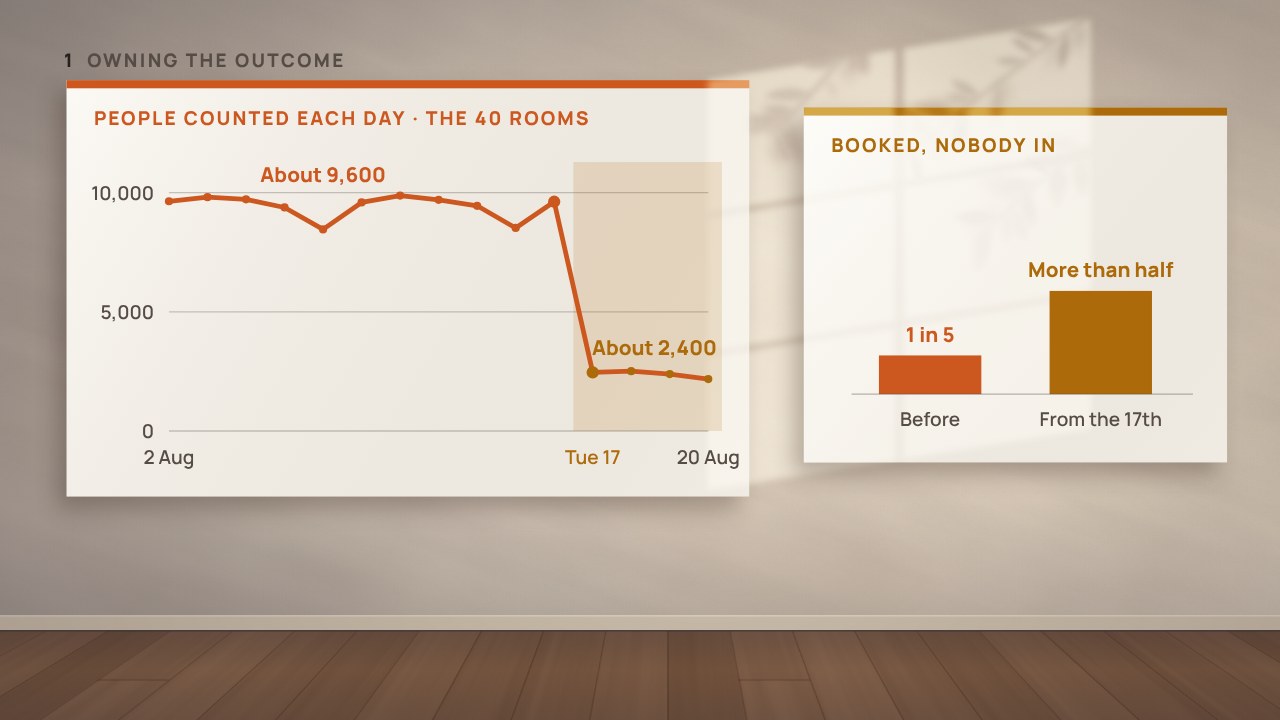 1 OWNING THE OUTCOME
PEOPLE COUNTED EACH DAY · THE 40 ROOMS
About 9,600
10,000
5,000
About 2,400
0
2 Aug
Tue 17
20 Aug
BOOKED, NOBODY IN
More than half
1 in 5
Before
From the 17th